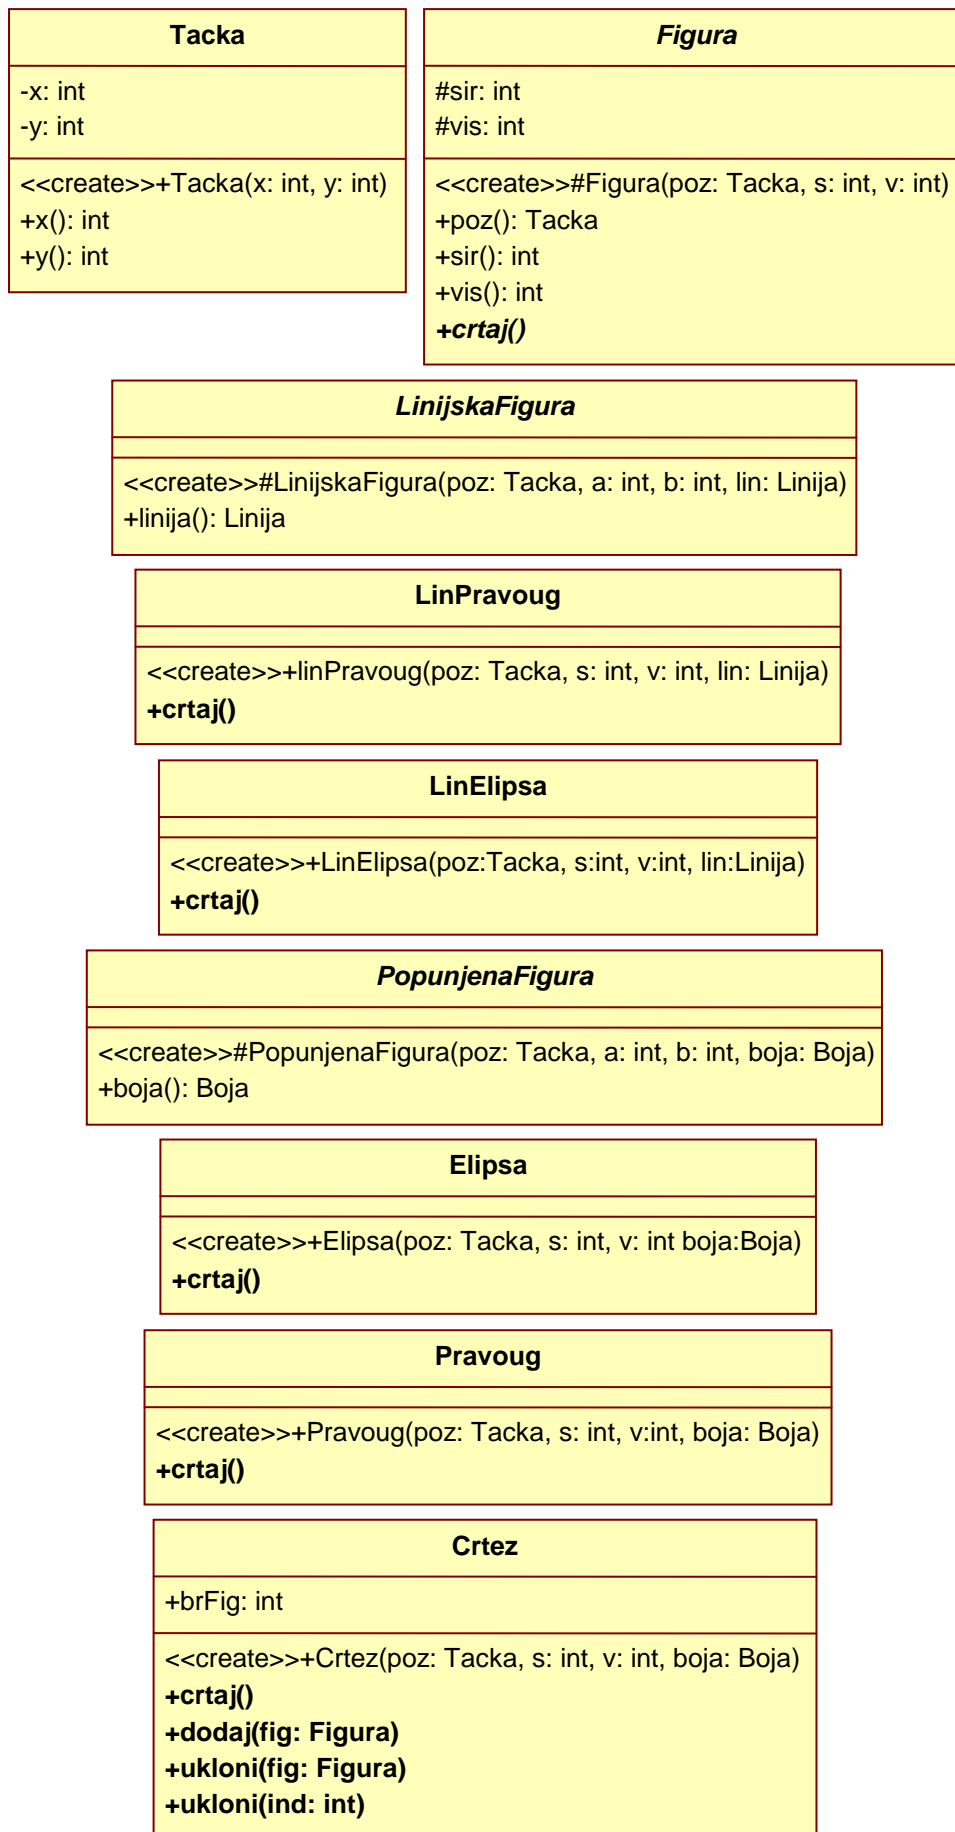 Tacka
-x: int
-y: int
<<create>>+Tacka(x: int, y: int)
+x(): int
+y(): int
Figura
#sir: int
#vis: int
<<create>>#Figura(poz: Tacka, s: int, v: int)
+poz(): Tacka
+sir(): int
+vis(): int
+crtaj()
LinijskaFigura
<<create>>#LinijskaFigura(poz: Tacka, a: int, b: int, lin: Linija)
+linija(): Linija
LinPravoug
<<create>>+linPravoug(poz: Tacka, s: int, v: int, lin: Linija)
+crtaj()
LinElipsa
<<create>>+LinElipsa(poz:Tacka, s:int, v:int, lin:Linija)
+crtaj()
PopunjenaFigura
<<create>>#PopunjenaFigura(poz: Tacka, a: int, b: int, boja: Boja)
+boja(): Boja
Elipsa
<<create>>+Elipsa(poz: Tacka, s: int, v: int boja:Boja)
+crtaj()
Pravoug
<<create>>+Pravoug(poz: Tacka, s: int, v:int, boja: Boja)
+crtaj()
Crtez
+brFig: int
<<create>>+Crtez(poz: Tacka, s: int, v: int, boja: Boja)
+crtaj()
+dodaj(fig: Figura)
+ukloni(fig: Figura)
+ukloni(ind: int)